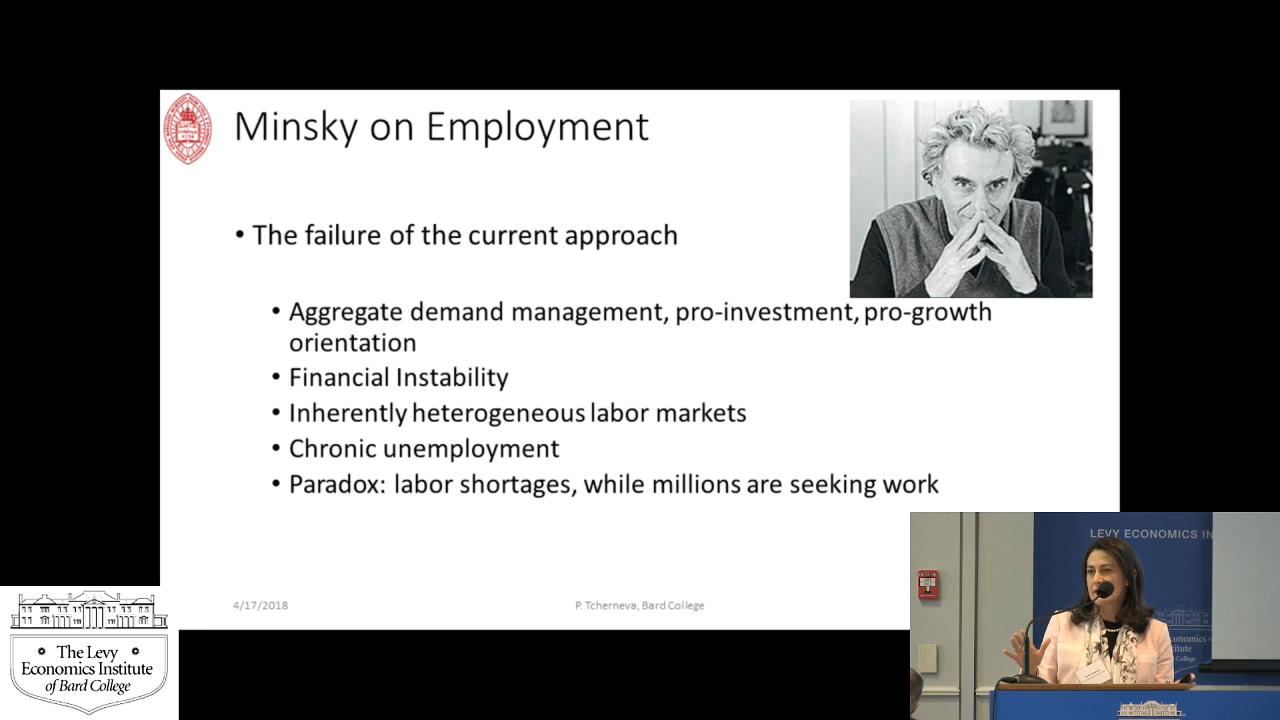 Minsky on Employment
• The failure of the current approach
• Aggregate demand management, pro-investment, pro-growth
orientation
• Financial Instability
• Inherently heterogeneous labor markets
• Chronic unemployment
• Paradox: labor shortages, while millions are seeking work
4/17/2018
P. Tcherneva, Bard College
The Levy
Economics Institute
of Bard College
LEVY ECONOMICS IN